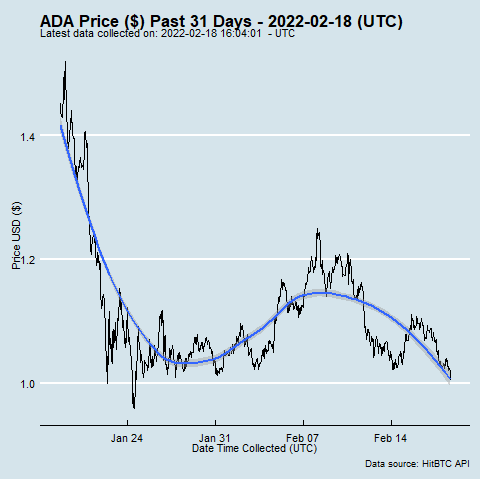 ADA Price ($) Past 31 Days - 2022-02-18 (UTC)
Latest data collected on: 2022-02-18 16:04:01  - UTC
1.4
1.2
1.0
Price USD ($)
Jan 24 Jan 31 Feb 07 Feb 14
Date Time Collected (UTC)
Data source: HitBTC API